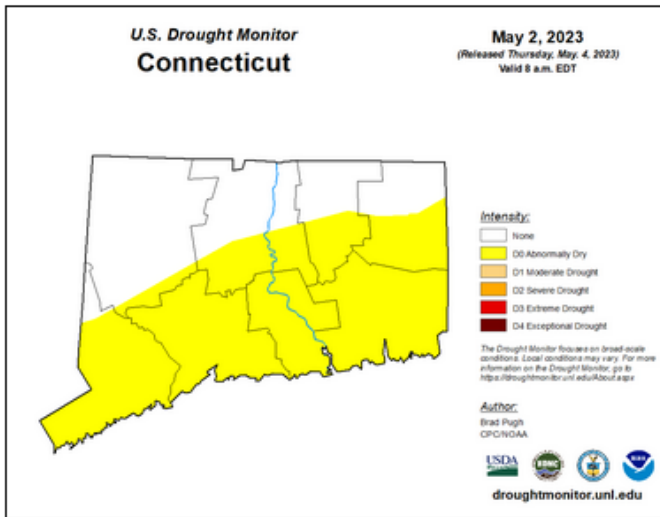 U.S. Drought Monitor
Connecticut
May 2, 2023
(Released Thursday, May. 4, 2023)
Valid 8 a.m. EDT
Intensity:
None
D0 Abnormally Dry
D1 Moderate Drought
D2 Severe Drought
D3 Extreme Drought
D4 Exceptional Drought
The Drought Monitor focuses on broad-scale
conditions. Local conditions may vary. For more
information on the Drought Monitor, go to
https://droughtmonitor.unl.edu/About.aspx
Author:
Brad Pugh
CPC/NOAA
USDA
NDMC
droughtmonitor.unl.edu